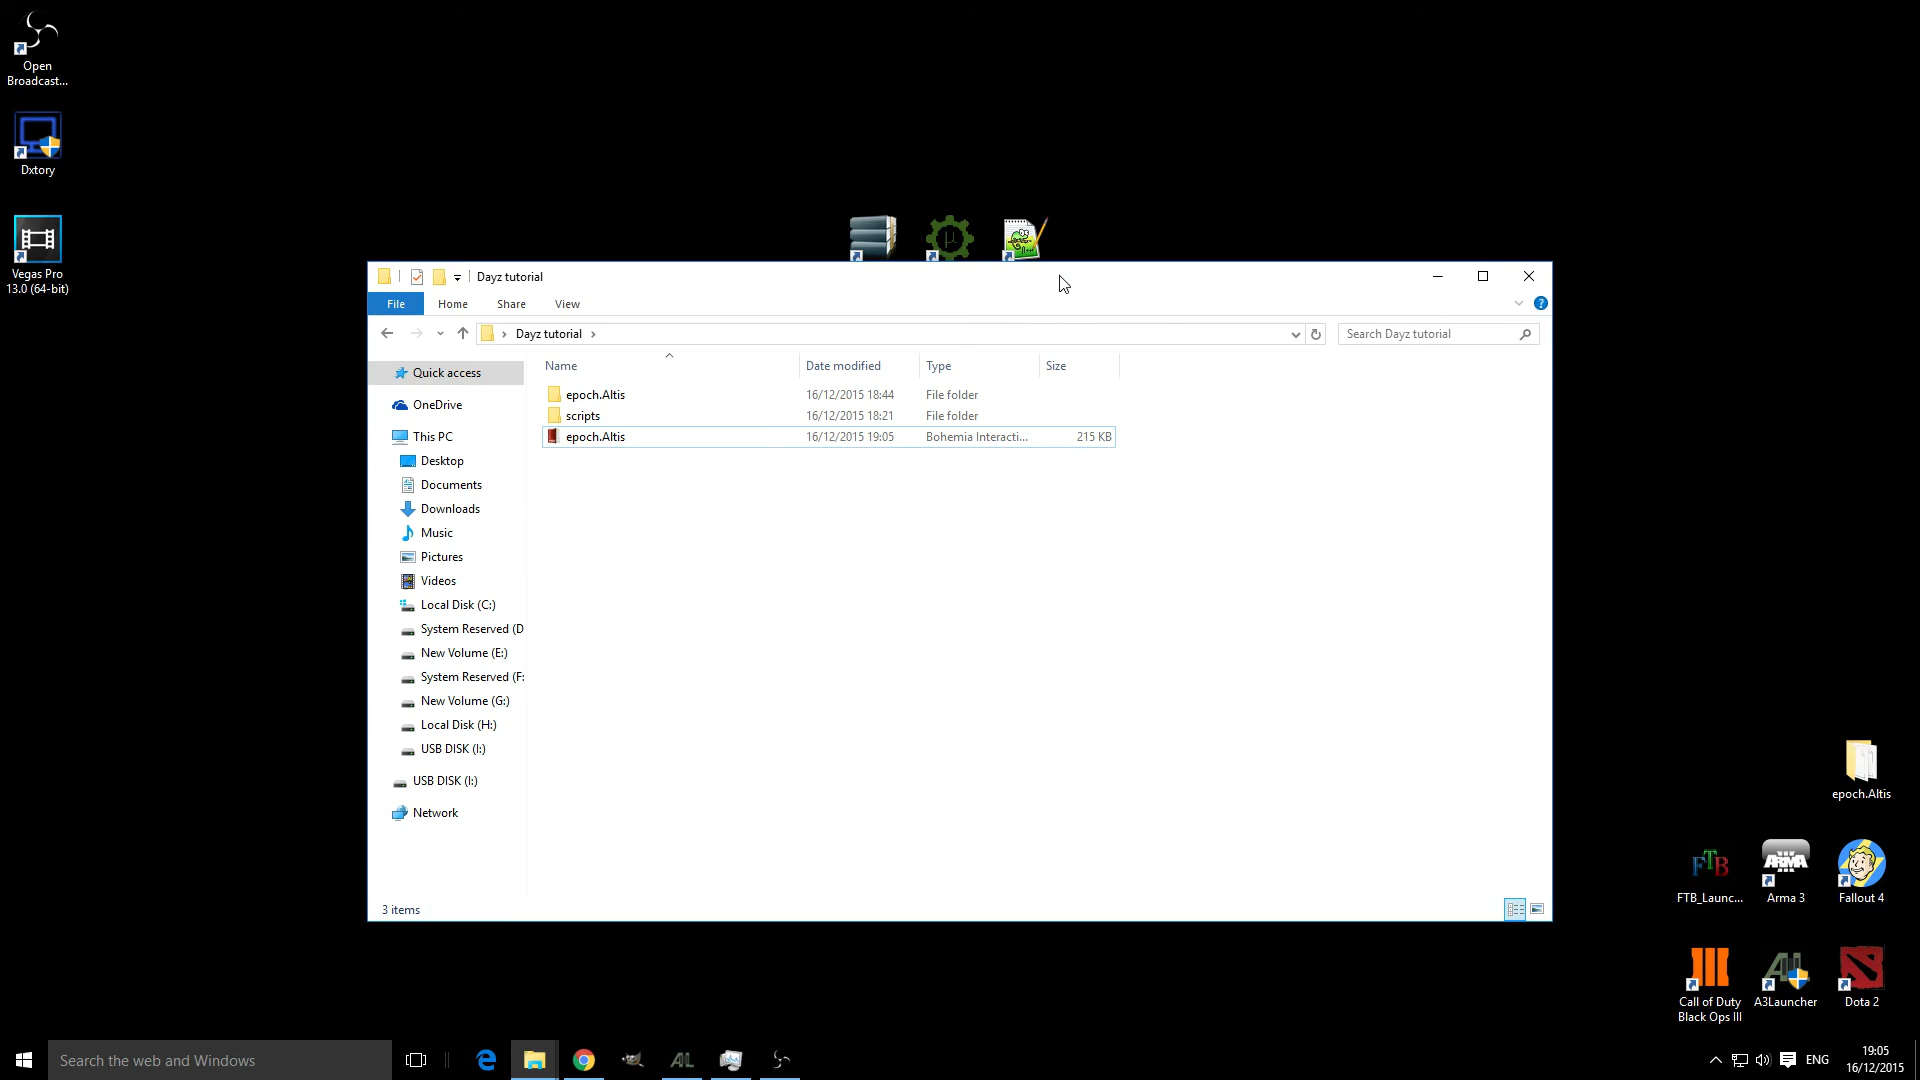 Open
Broadcast...
Dxtory
Vegas Pro
13.0 (64-bit)
Dayz tutorial
File
Home
Share
View
Dayz tutorial
Search Dayz tutorial
Name
Date modified
Type
Size
epoch.Altis
16/12/2015 18:44
File folder
scripts
16/12/2015 18:21
File folder
epoch.Altis
16/12/2015 19:05
Bohemia Interacti...
215 KB
Quick access
OneDrive
This PC
Desktop
Documents
Downloads
Music
Pictures
Videos
Local Disk (C:)
System Reserved (D
New Volume (E:)
System Reserved (F:
New Volume (G:)
Local Disk (H:)
USB DISK (I:)
USB DISK (I:)
Network
3 items
epoch.Altis
FTB
FTB_Launc...
ARMA
Arma 3
Fallout 4
Call of Duty
Black Ops III
A3Launcher
Dota 2
Search the web and Windows
ENG
19:05
16/12/2015